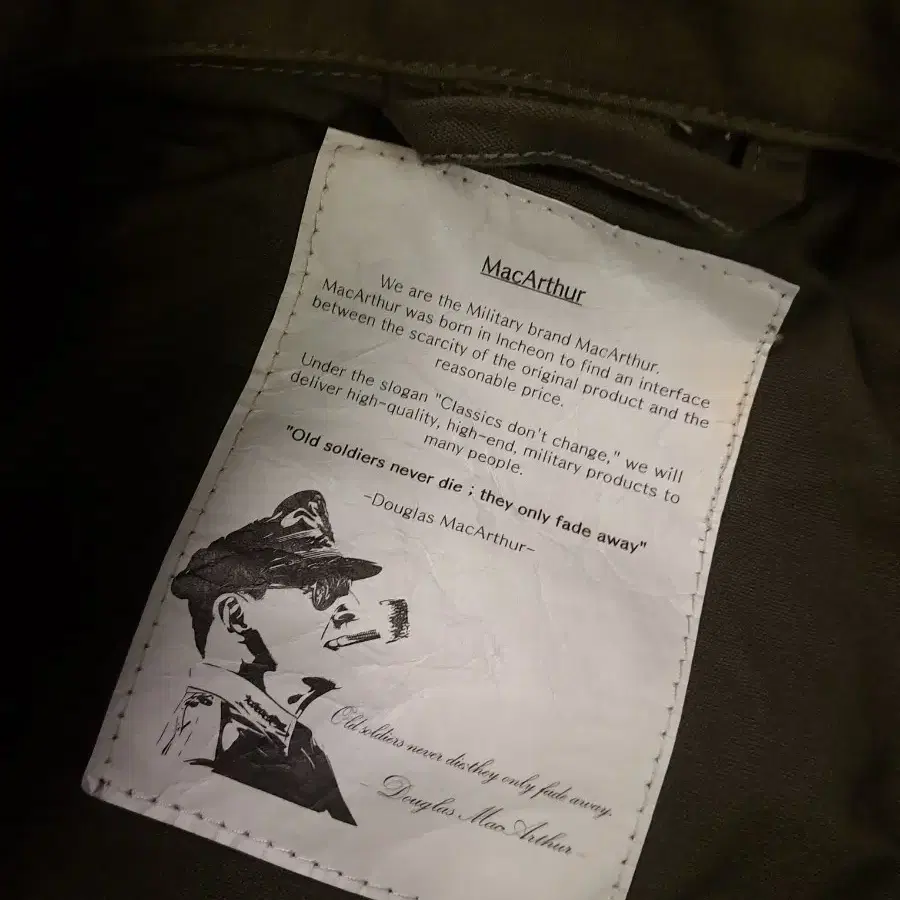 MacArthur
We are the Military brand MacArthur.
MacArthur was born in Incheon to find an interface
between the scarcity of the original product and the
reasonable price.
Under the slogan "Classics don't change," we will
deliver high-quality, high-end, military products to
many people.
"Old soldiers never die ; they only fade away"
-Douglas MacArthur-
Old soldiers never die;they only fade away.
- Douglas MacArthur -